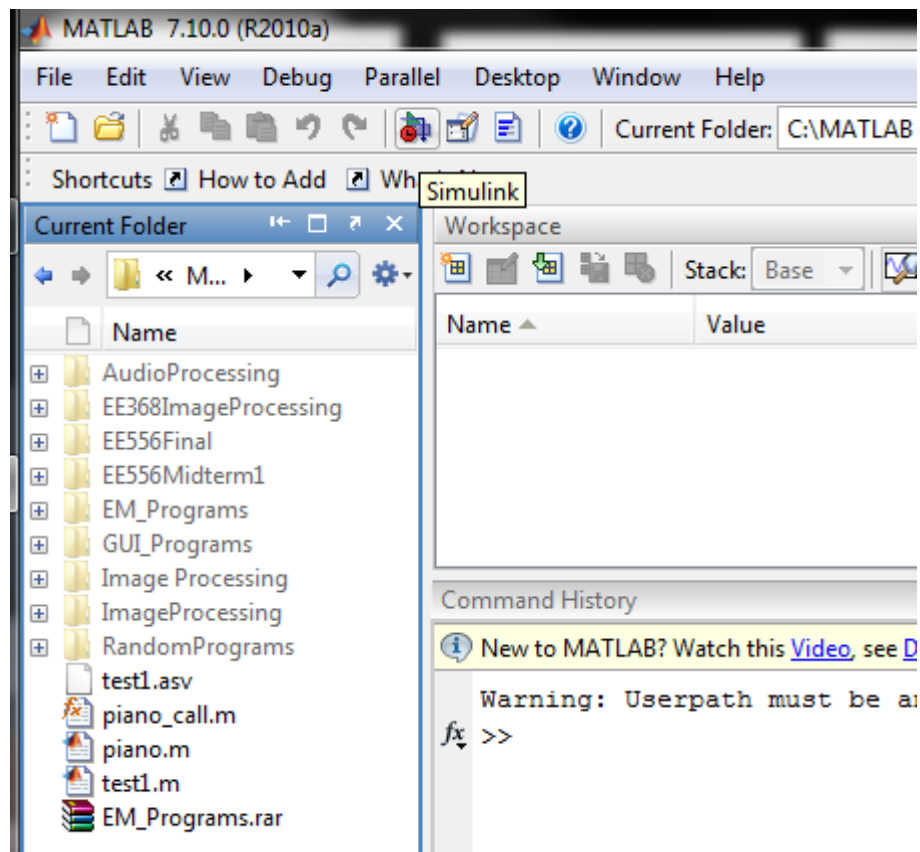 MATLAB 7.10.0 (R2010a)
File Edit View Debug Parallel Desktop Window Help
Current Folder: C:\MATLAB
Shortcuts How to Add
Simulink
Current Folder
« M...
Name
AudioProcessing
EE368ImageProcessing
EE556Final
EE556Midterm1
EM_Programs
GUI_Programs
Image Processing
ImageProcessing
RandomPrograms
test1.asv
piano_call.m
piano.m
test1.m
EM_Programs.rar
Workspace
Stack: Base
Name Value
Command History
New to MATLAB? Watch this Video, see
Warning: Userpath must be
fx >>